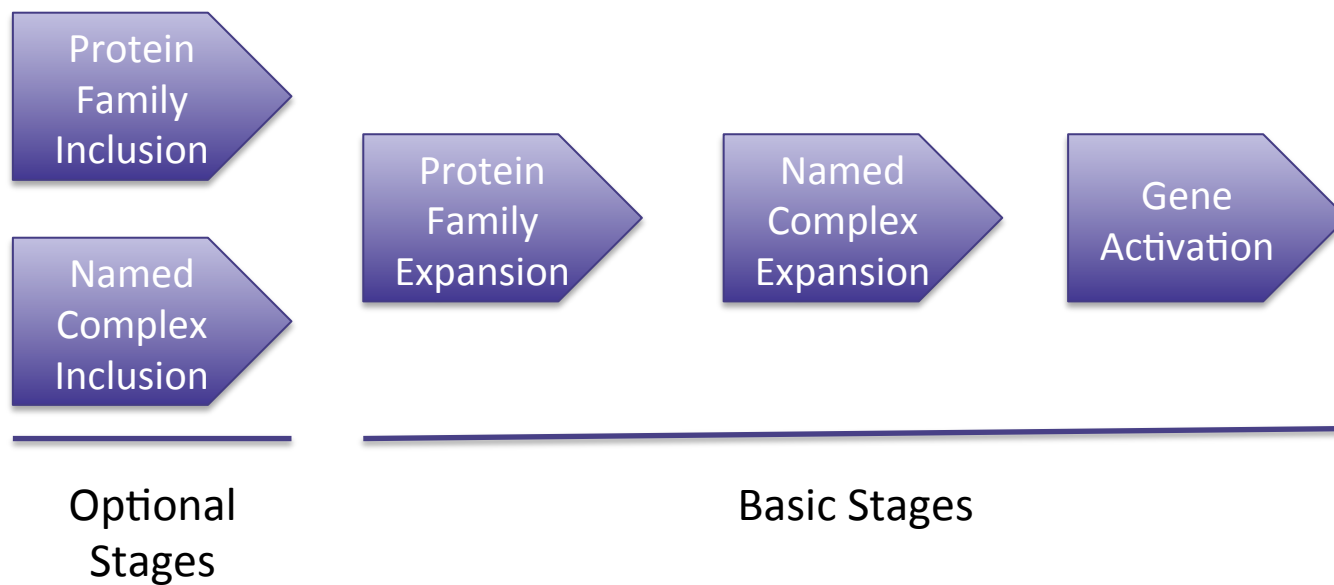 Protein
Family
Inclusion
Named
Complex
Inclusion
Protein
Family
Expansion
Named
Complex
Expansion
Gene
Activation
Optional
Stages
Basic Stages